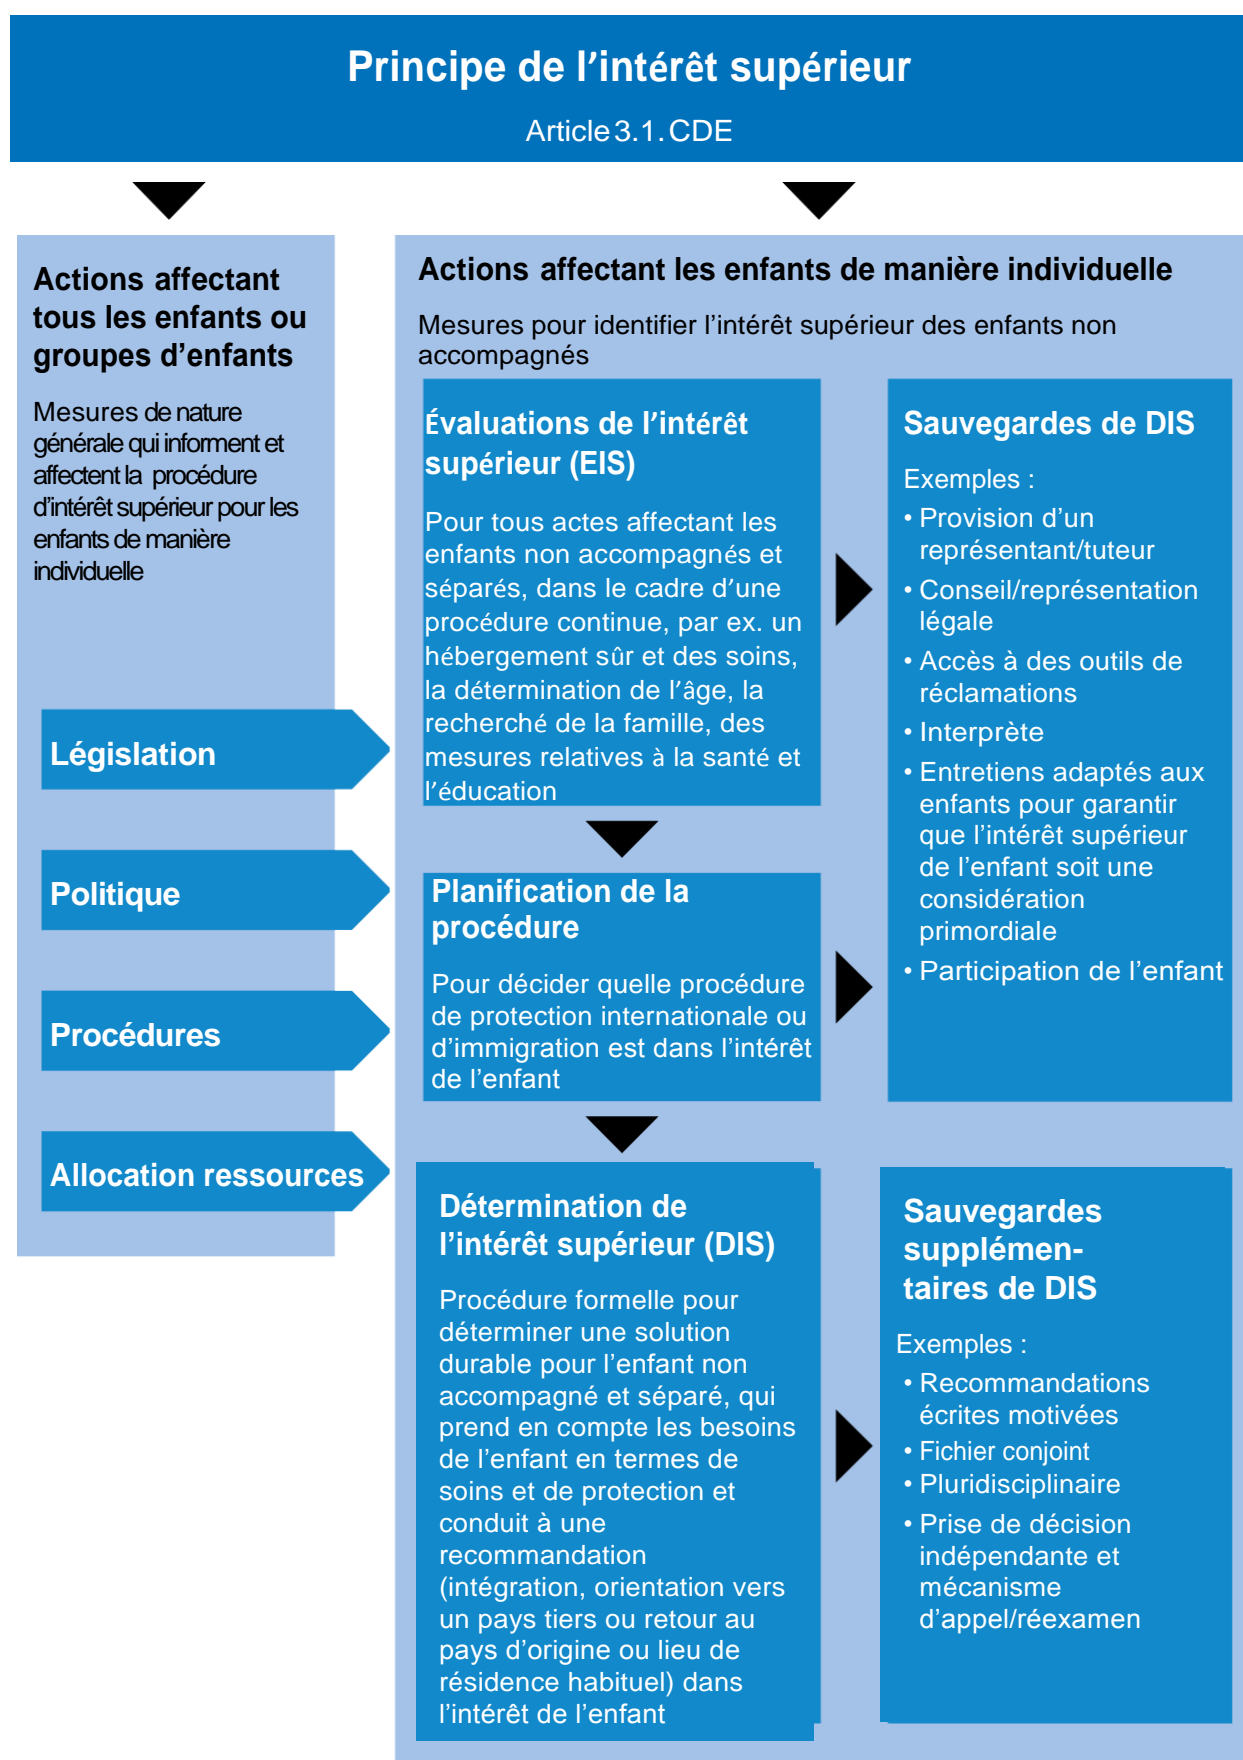 Principe de l’intérêt supérieur
Article 3.1. CDE
Actions affectant
tous les enfants ou
groupes d’enfants
Mesures de nature
générale qui informent et
affectent la procédure
d’intérêt supérieur pour les
enfants de manière
individuelle
Législation
Politique
Procédures
Allocation ressources
Actions affectant les enfants de manière individuelle
Mesures pour identifier l’intérêt supérieur des enfants non
accompagnés
Évaluations de l’intérêt
supérieur (EIS)
Pour tous actes affectant les
enfants non accompagnés et
séparés, dans le cadre d’une
procédure continue, par ex. un
hébergement sûr et des soins,
la détermination de l’âge, la
recherché de la famille, des
mesures relatives à la santé et
l’éducation
Planification de la
procédure
Pour décider quelle procédure
de protection internationale ou
d’immigration est dans l’intérêt
de l’enfant
Détermination de
l’intérêt supérieur (DIS)
Procédure formelle pour
déterminer une solution
durable pour l’enfant non
accompagné et séparé, qui
prend en compte les besoins
de l’enfant en termes de
soins et de protection et
conduit à une
recommandation
(intégration, orientation vers
un pays tiers ou retour au
pays d’origine ou lieu de
résidence habituel) dans
l’intérêt de l’enfant
Sauvegardes de DIS
Exemples :
• Provision d’un
représentant/tuteur
• Conseil/représentation
légale
• Accès à des outils de
réclamations
• Interprète
• Entretiens adaptés aux
enfants pour garantir
que l’intérêt supérieur
de l’enfant soit une
considération
primordiale
• Participation de l’enfant
Sauvegardes
supplémen-
taires de DIS
Exemples :
• Recommandations
écrites motivées
• Fichier conjoint
• Pluridisciplinaire
• Prise de décision
indépendante et
mécanisme
d’appel/réexamen